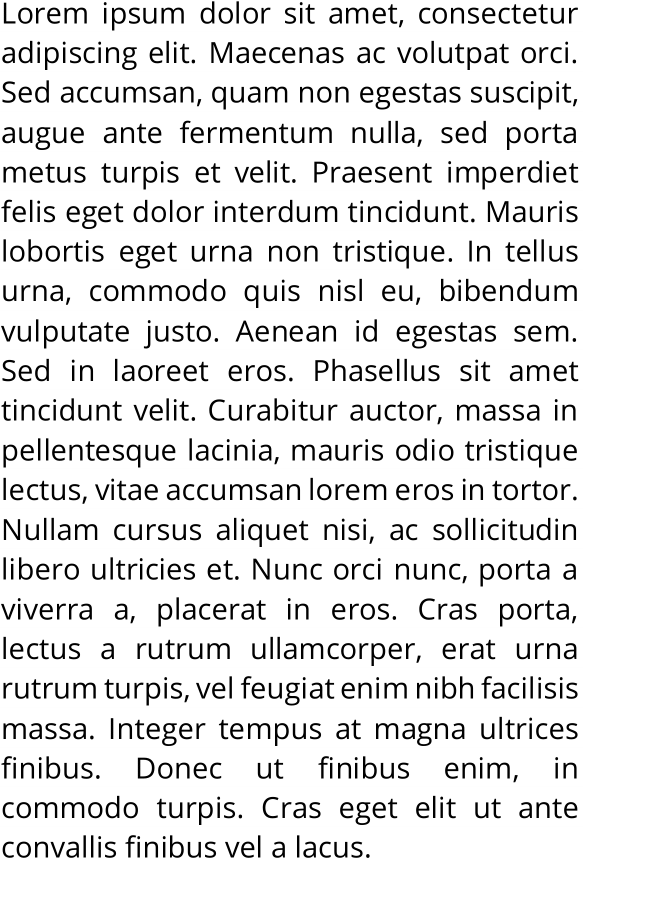 Lorem ipsum dolor sit amet, consectetur
adipiscing elit. Maecenas ac volutpat orci.
Sed accumsan, quam non egestas suscipit,
augue ante fermentum nulla, sed porta
metus turpis et velit. Praesent imperdiet
felis eget dolor interdum tincidunt. Mauris
lobortis eget urna non tristique. In tellus
urna, commodo quis nisl eu, bibendum
vulputate justo. Aenean id egestas sem.
Sed in laoreet eros. Phasellus sit amet
tincidunt velit. Curabitur auctor, massa in
pellentesque lacinia, mauris odio tristique
lectus, vitae accumsan lorem eros in tortor.
Nullam cursus aliquet nisi, ac sollicitudin
libero ultricies et. Nunc orci nunc, porta a
viverra a, placerat in eros. Cras porta,
lectus a rutrum ullamcorper, erat urna
rutrum turpis, vel feugiat enim nibh facilisis
massa. Integer tempus at magna ultrices
finibus. Donec ut finibus enim, in
commodo turpis. Cras eget elit ut ante
convallis finibus vel a lacus.